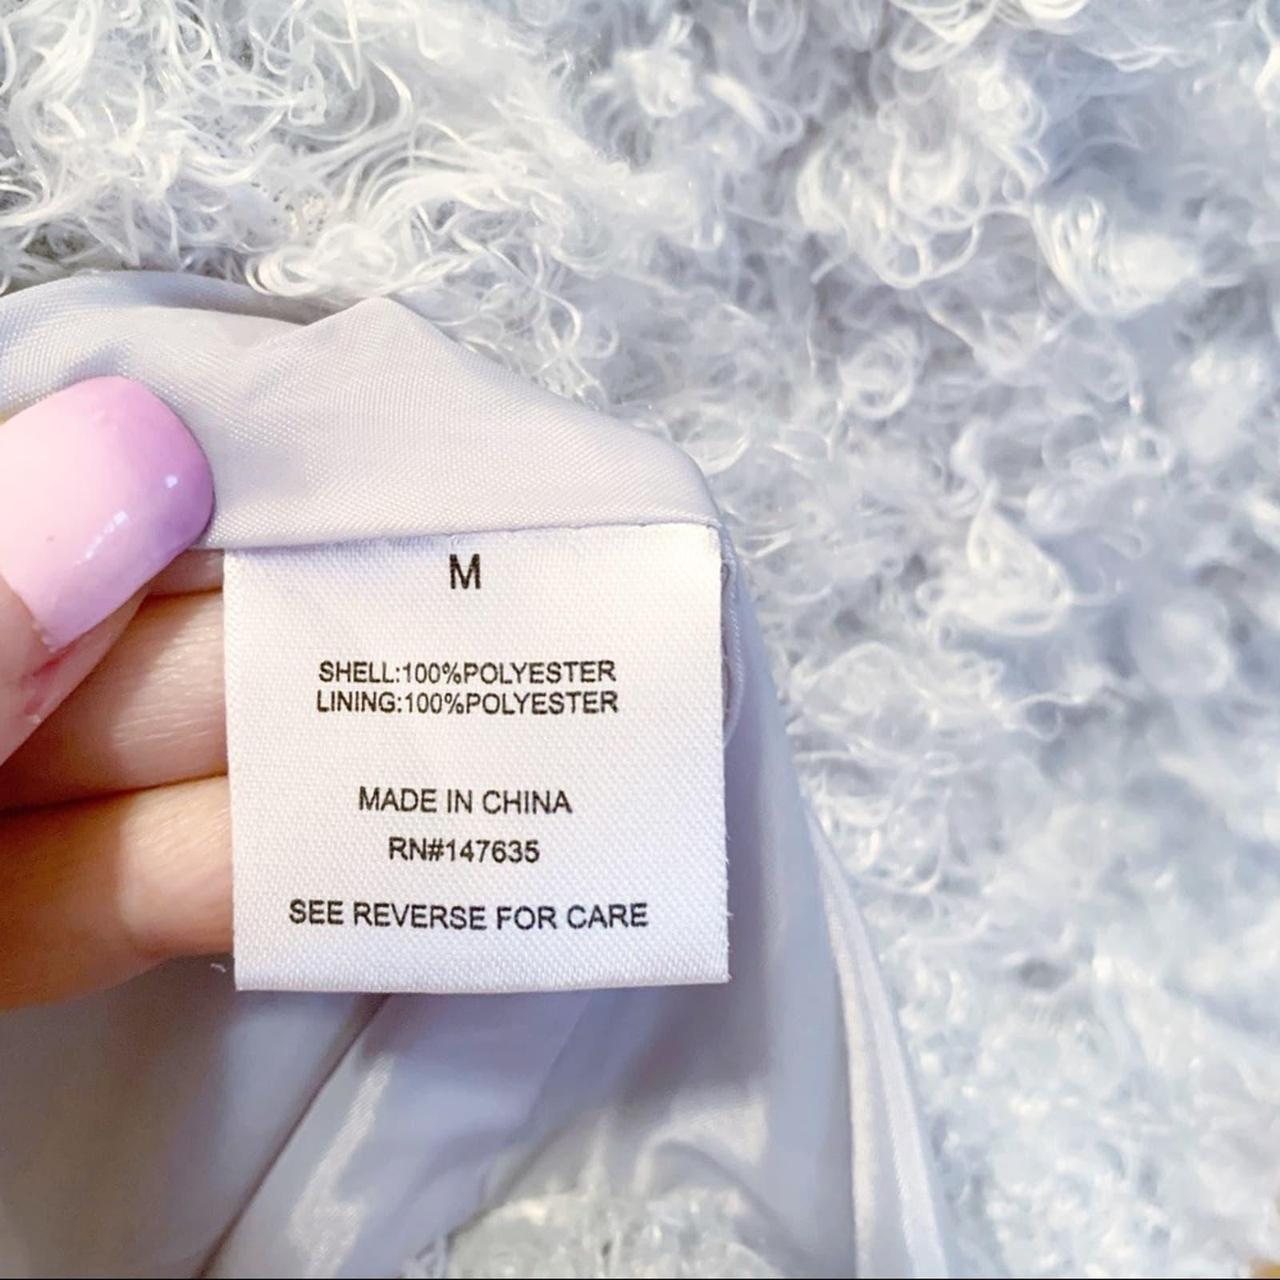 M
SHELL:100%POLYESTER
LINING:100%POLYESTER
MADE IN CHINA
RN#147635
SEE REVERSE FOR CARE